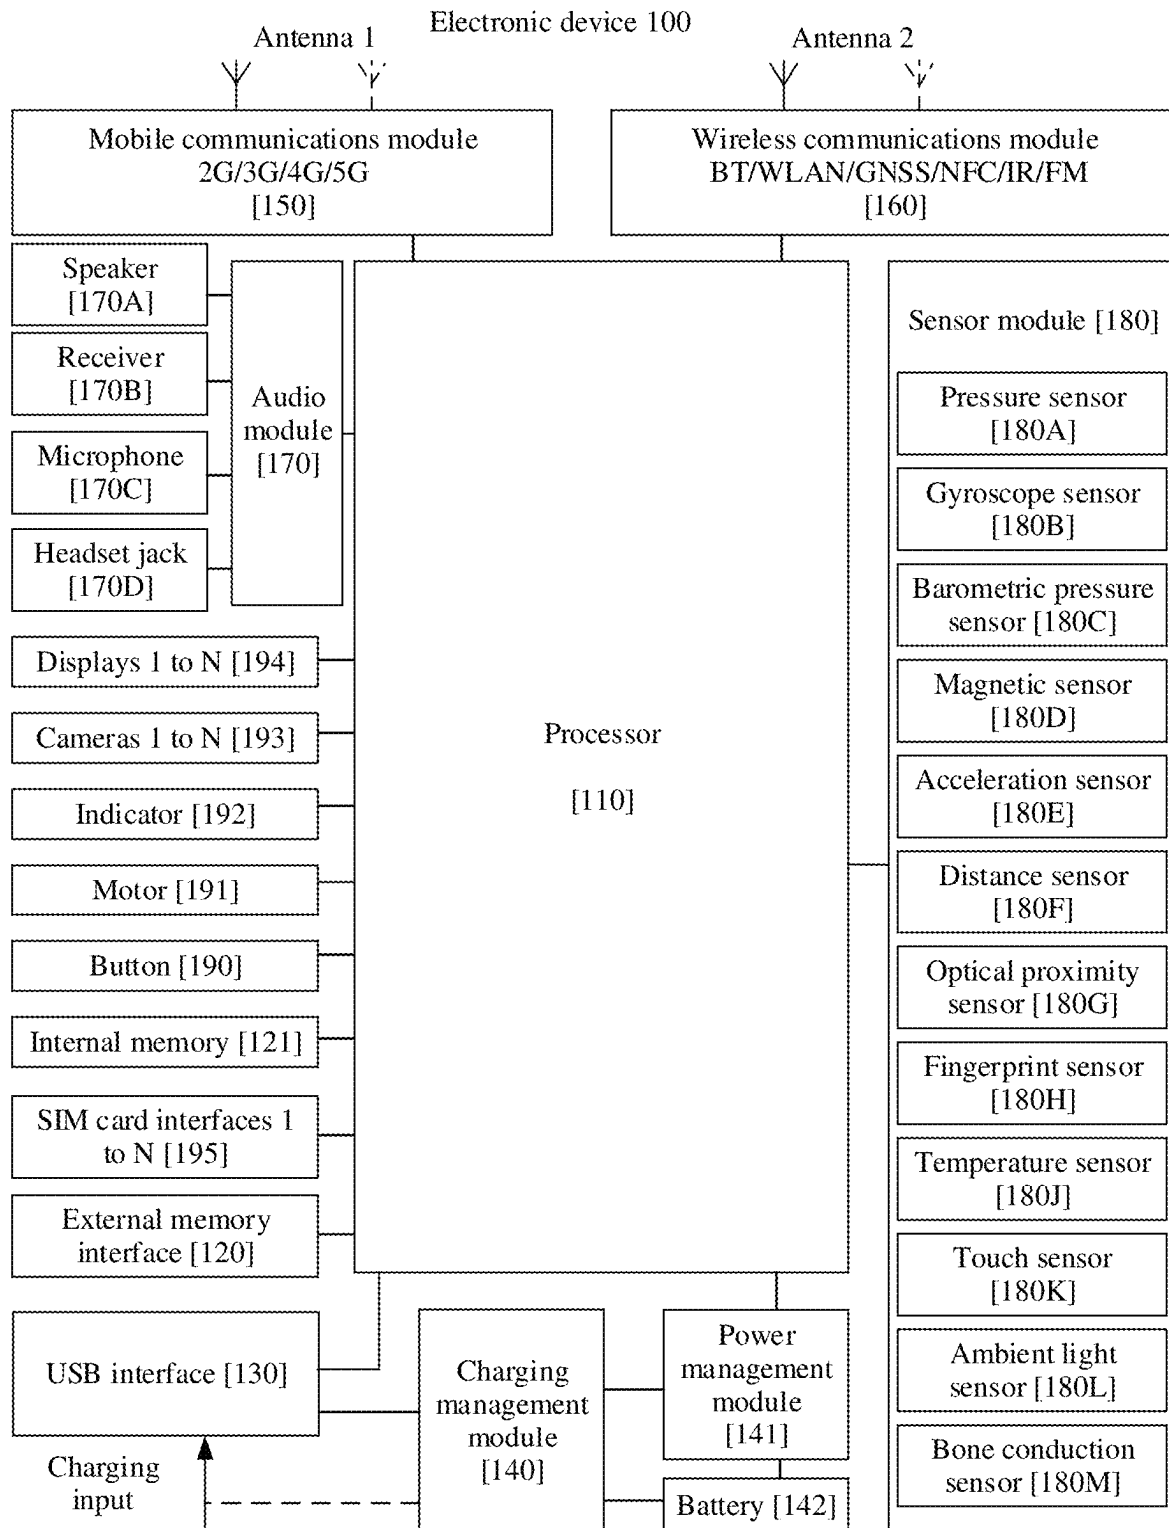 Electronic device 100
Antenna 1
Antenna 2
Mobile communications module
2G/3G/4G/5G
[150]
Wireless communications module
BT/WLAN/GNSS/NFC/IR/FM
[160]
Speaker
[170A]
Receiver
[170B]
Microphone
[170C]
Headset jack
[170D]
Audio
module
[170]
Displays 1 to N [194]
Cameras 1 to N [193]
Indicator [192]
Motor [191]
Button [190]
Internal memory [121]
SIM card interfaces 1
to N [195]
External memory
interface [120]
Processor
[110]
Sensor module [180]
Pressure sensor
[180A]
Gyroscope sensor
[180B]
Barometric pressure
sensor [180C]
Magnetic sensor
[180D]
Acceleration sensor
[180E]
Distance sensor
[180F]
Optical proximity
sensor [180G]
Fingerprint sensor
[180H]
Temperature sensor
[180J]
Touch sensor
[180K]
Ambient light
sensor [180L]
Bone conduction
sensor [180M]
USB interface [130]
Charging
input
Charging
management
module
[140]
Power
management
module
[141]
Battery [142]